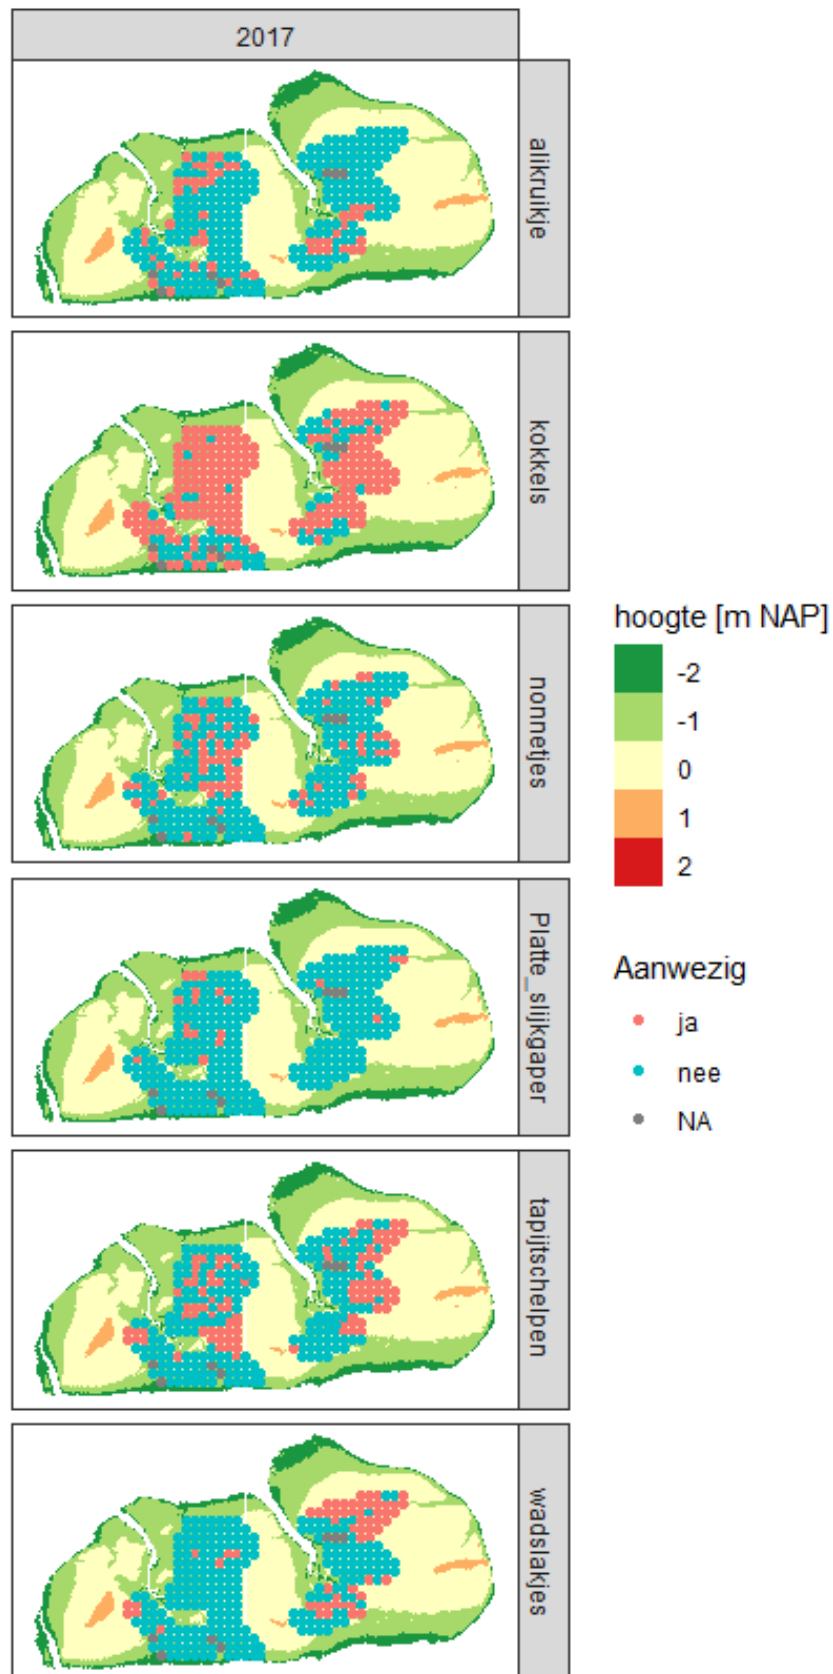 2017
alikruikje
kokkels
nonnetjes
Platte_slijkgaper
tapijtschelpen
wadslakjes
hoogte [m NAP]
-2
-1
0
1
2
Aanwezig
ja
nee
NA